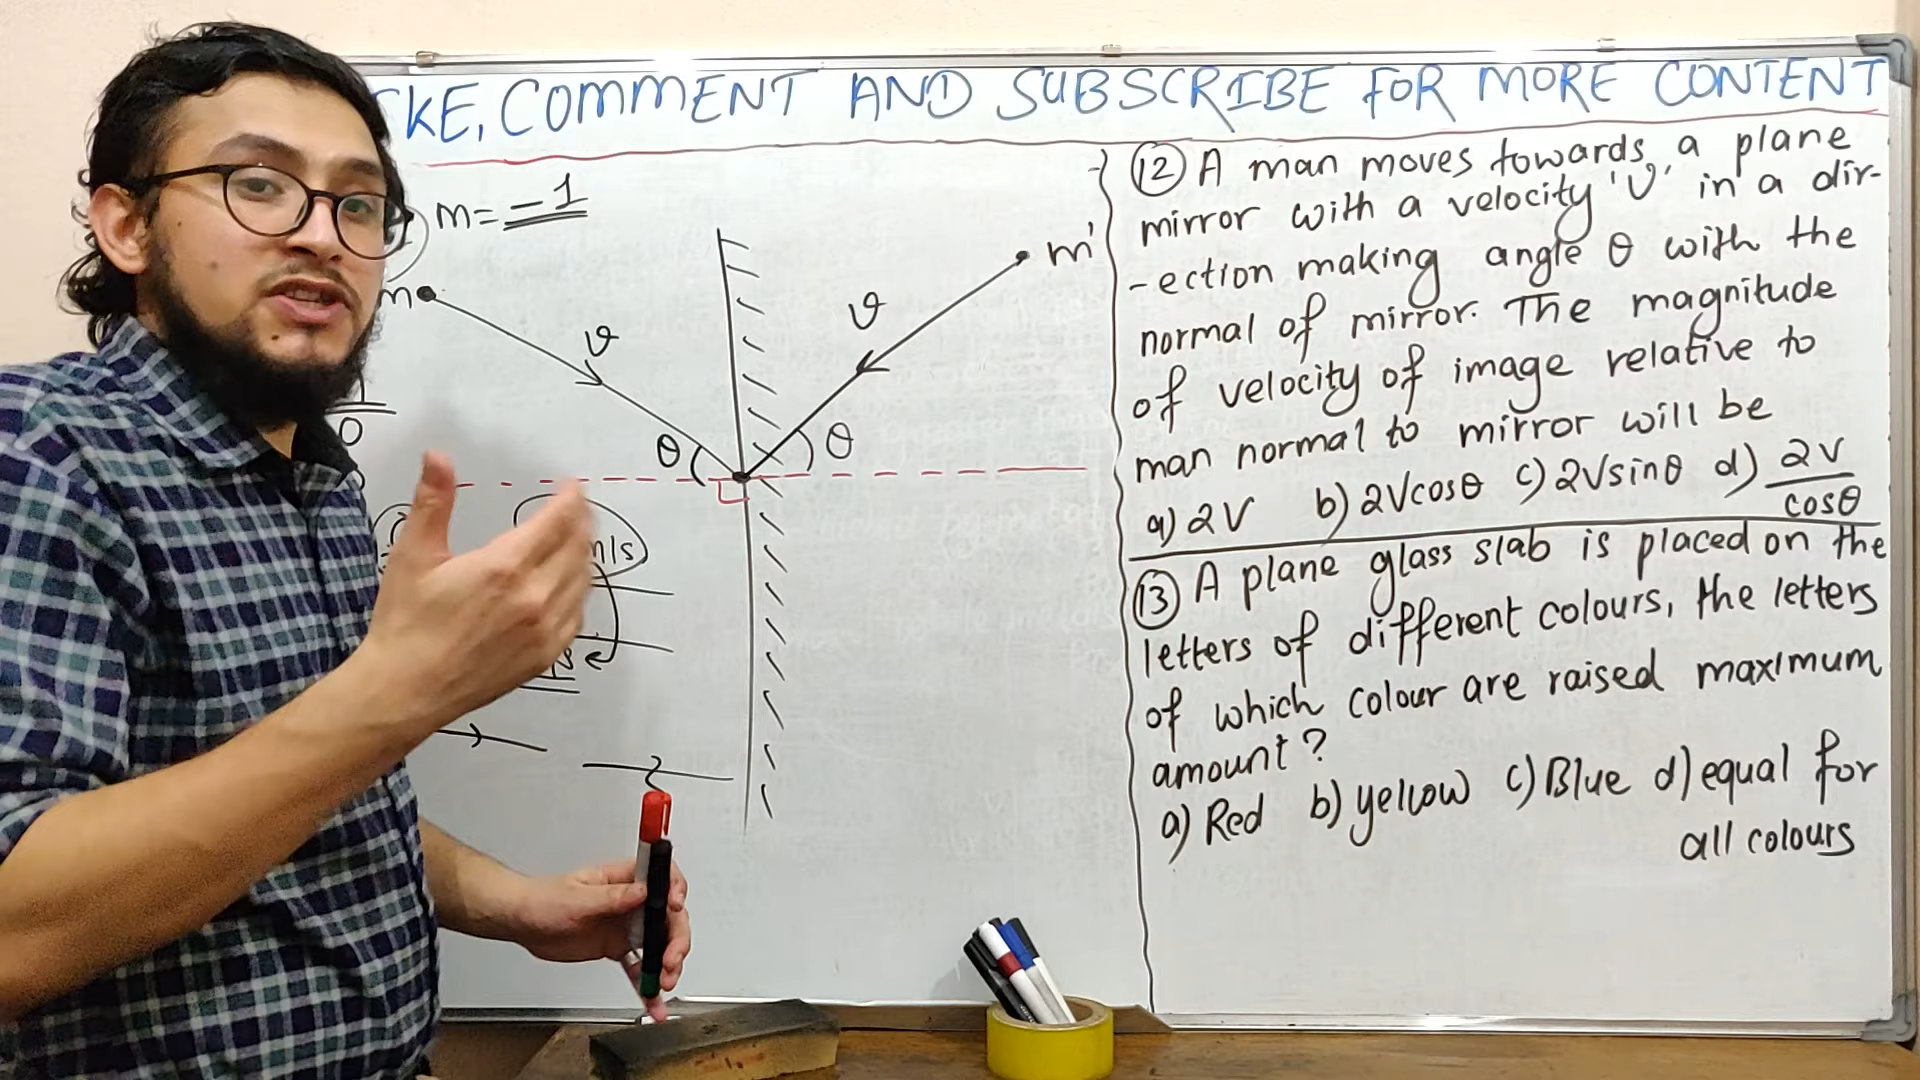 KE, COMMENT AND SUBSCRIBE FOR MORE CONTENT
m = -1
m
m'
v
v
θ
θ
0
m/s
(12) A man moves towards a plane
mirror with a velocity 'V' in a dir-
-ection making angle θ with the
normal of mirror. The magnitude
of velocity of image relative to
man normal to mirror will be
a) 2V b) 2Vcosθ c) 2Vsinθ d) 2V/cosθ
(13) A plane glass slab is placed on the
letters of different colours, the letters
of which colour are raised maximum
amount?
a) Red b) yellow c) Blue d) equal for
all colours